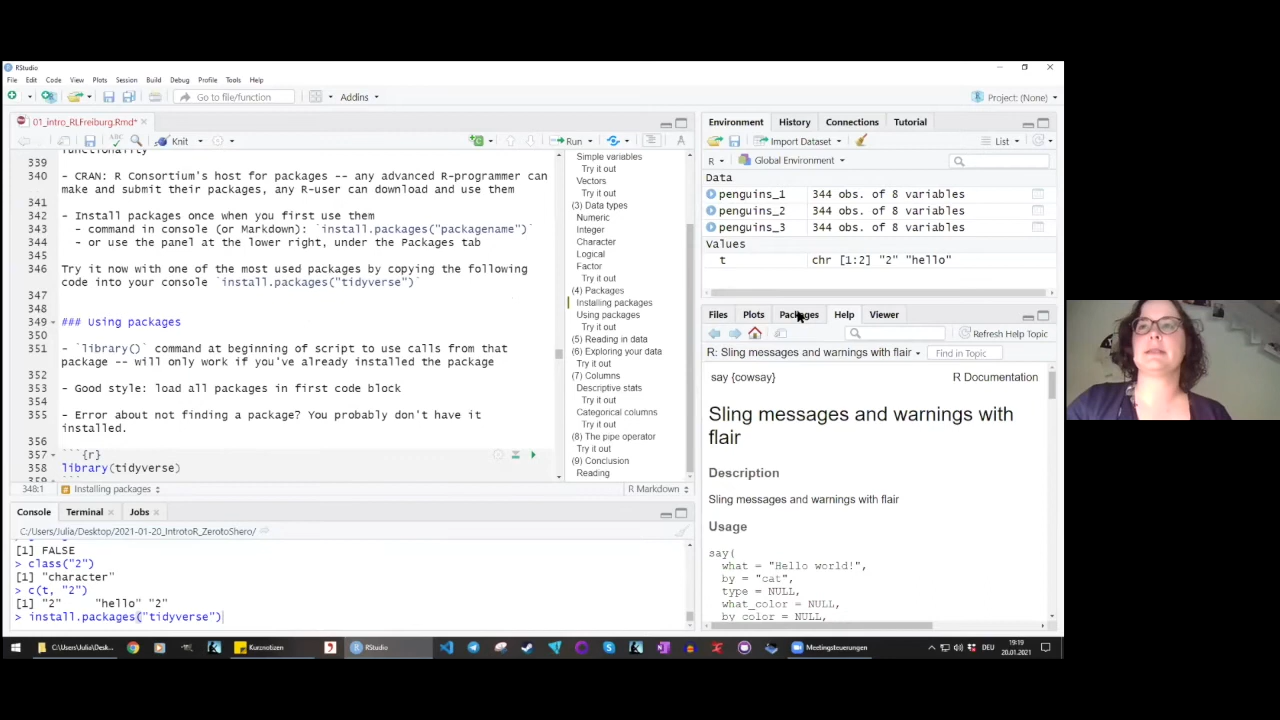 RStudio
File Edit Code View Plots Session Build Debug Profile Tools Help
Go to file/function Addins Project: (None)
01_intro_RLFreiburg.Rmd*
Knit Run
functionality
339
340 - CRAN: R Consortium's host for packages -- any advanced R-programmer can
make and submit their packages, any R-user can download and use them
341
342 - Install packages once when you first use them
343 - command in console (or Markdown): `install.packages("packagename")`
344 - or use the panel at the lower right, under the Packages tab
345
346 Try it now with one of the most used packages by copying the following
code into your console `install.packages("tidyverse")`
347
348
349 ### Using packages
350
351 - `library()` command at beginning of script to use calls paom that
package -- will only work if you've already installed the package
352
353 - Good style: load all packages in first code block
354
355 - Error about not finding a package? You probably don't have it
installed.
356
357 ```{r}
358 library(tidyverse)
359 ```
348:1 Installing packages R Markdown
Simple variables
Try it out
Vectors
Try it out
(3) Data types
Numeric
Integer
Character
Logical
Factor
Try it out
(4) Packages
Installing packages
Using packages
Try it out
(5) Reading in data
(6) Exploring your data
Try it out
(7) Columns
Descriptive stats
Try it out
Categorical columns
Try it out
(8) The pipe operator
Try it out
(9) Conclusion
Reading
Console Terminal Jobs
C:/Users/Julia/Desktop/2021-01-20_IntrotoR_ZerotoShero/
[1] FALSE
> class("2")
[1] "character"
> c(t, "2")
[1] "2" "hello" "2"
> install.packages("tidyverse")
Environment History Connections Tutorial
Import Dataset List
R Global Environment
Data
penguins_1 344 obs. of 8 variables
penguins_2 344 obs. of 8 variables
penguins_3 344 obs. of 8 variables
Values
t chr [1:2] "2" "hello"
Files Plots Packages Help Viewer
Refresh Help Topic
R: Sling messages and warnings with flair Find in Topic
say {cowsay} R Documentation
Sling messages and warnings with
flair
Description
Sling messages and warnings with flair
Usage
say(
what = "Hello world!",
by = "cat",
type = NULL,
what_color = NULL,
by_color = NULL,
C:\Users\Julia\Desk... Kurznotizen RStudio Meetingsteuerungen DEU 19:19
20.01.2021